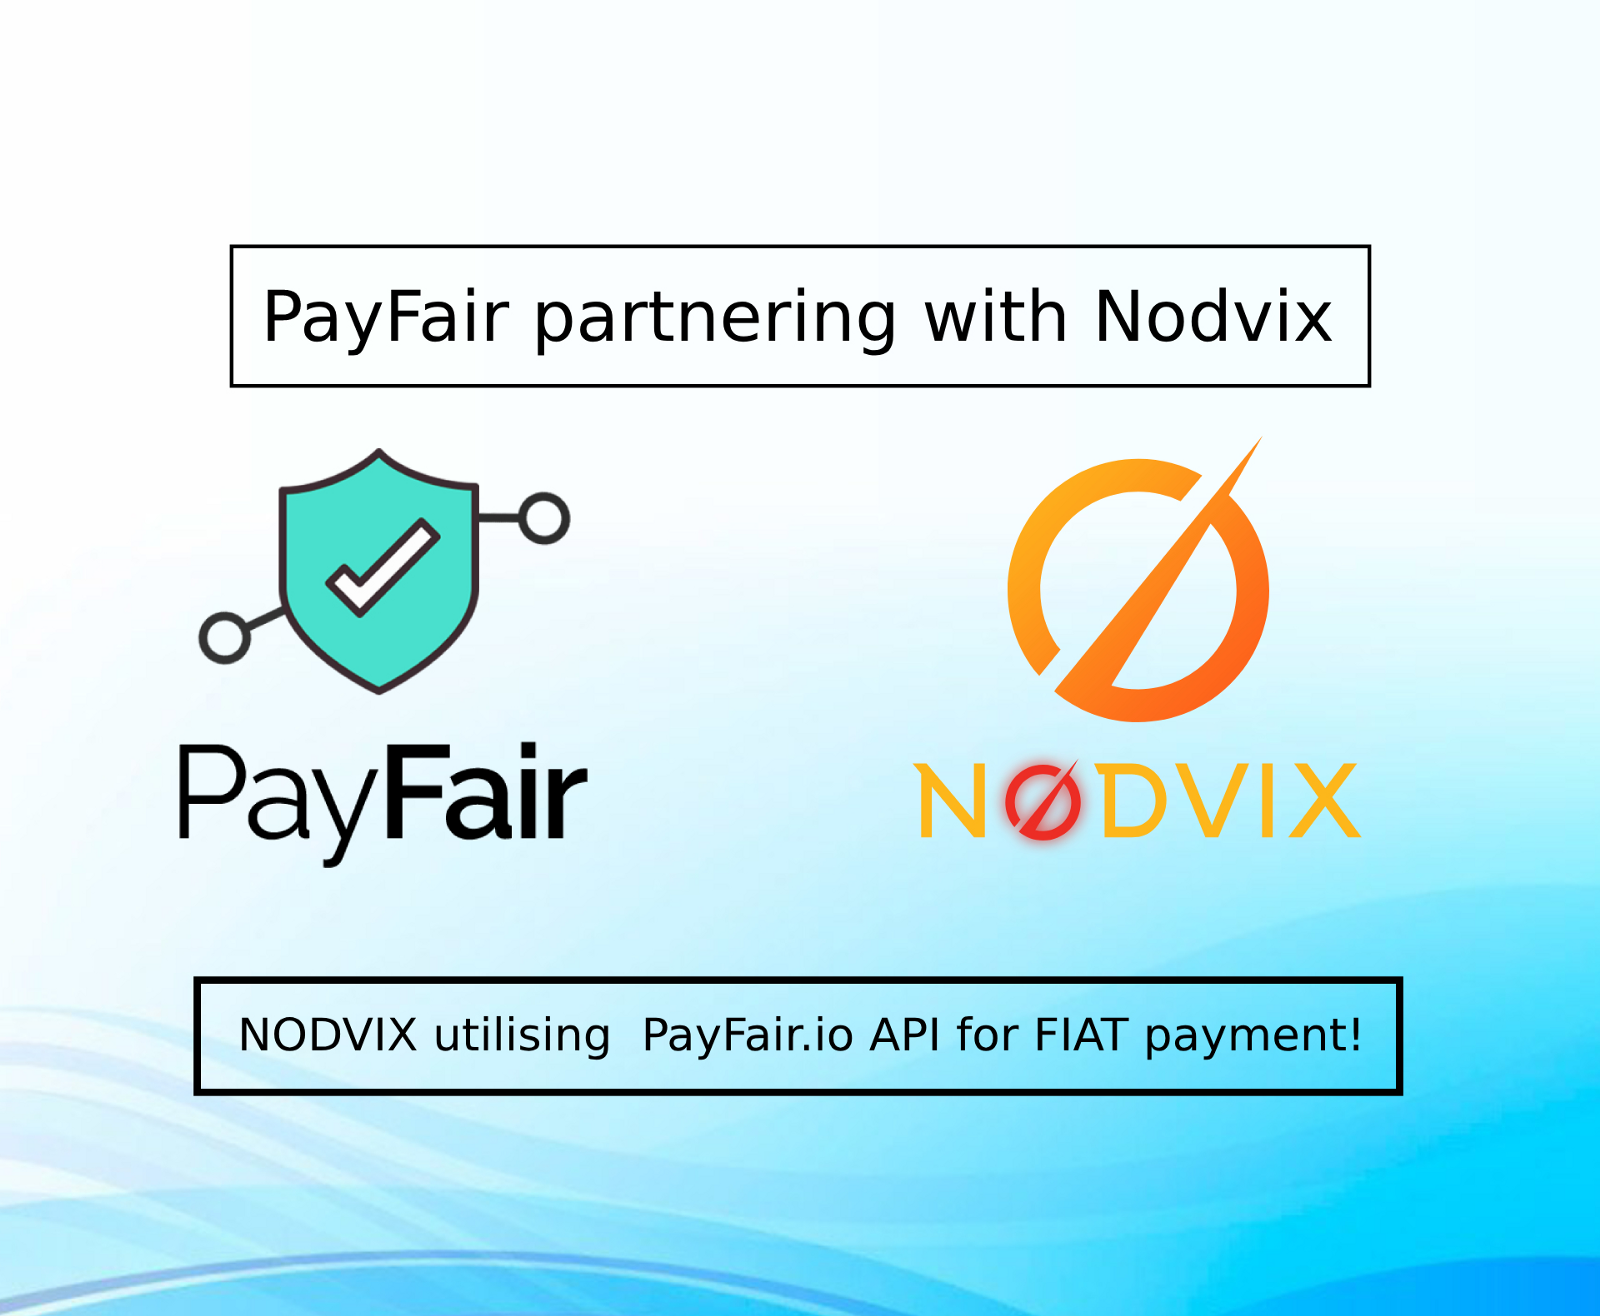 PayFair partnering with Nodvix
PayFair
NØDVIX
NODVIX utilising  PayFair.io API for FIAT payment!